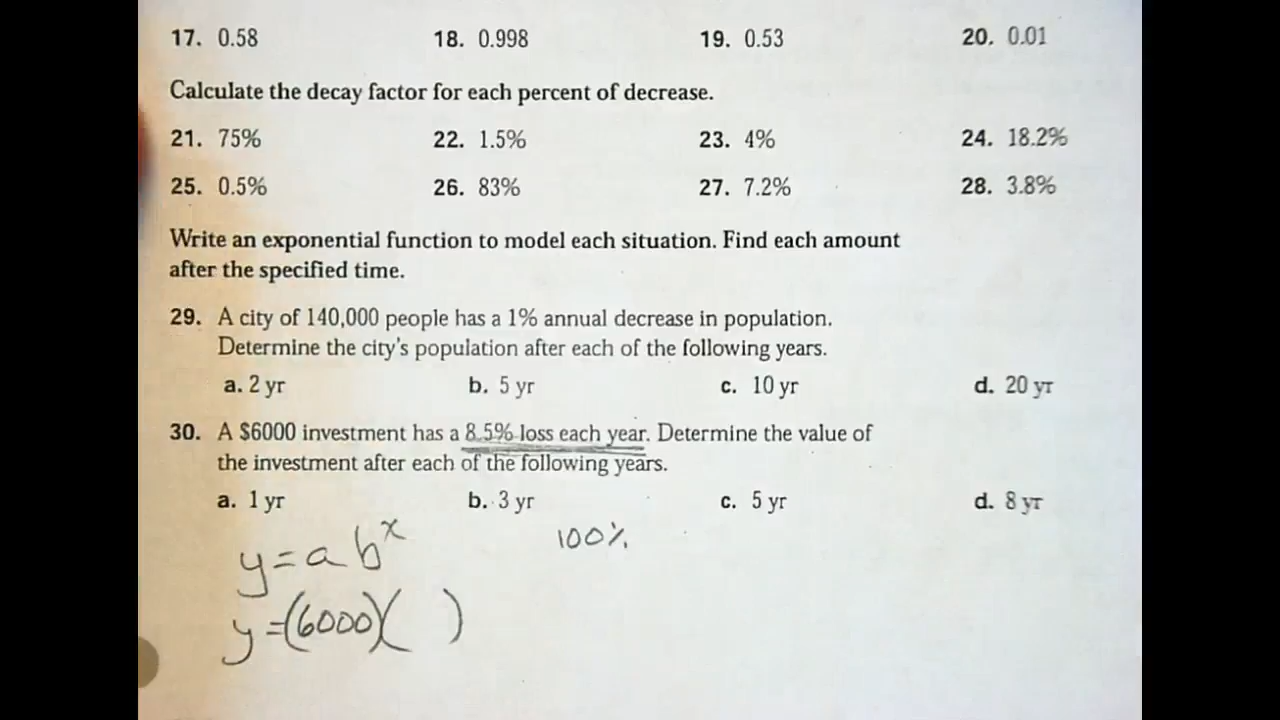 17. 0.58 18. 0.998 19. 0.53 20. 0.01
Calculate the decay factor for each percent of decrease.
21. 75% 22. 1.5% 23. 4% 24. 18.2%
25. 0.5% 26. 83% 27. 7.2% 28. 3.8%
Write an exponential function to model each situation. Find each amount
after the specified time.
29. A city of 140,000 people has a 1% annual decrease in population.
Determine the city's population after each of the following years.
a. 2 yr b. 5 yr c. 10 yr d. 20 yr
30. A $6000 investment has a 8.5% loss each year. Determine the value of
the investment after each of the following years.
a. 1 yr b. 3 yr c. 5 yr d. 8 yr
y=ab^x 100%
y=(6000)( )